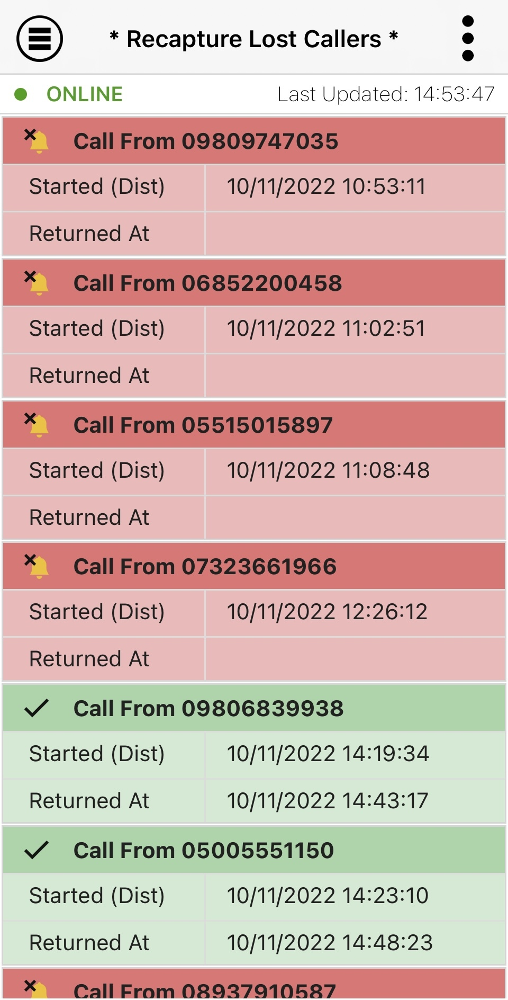 * Recapture Lost Callers *
ONLINE Last Updated: 14:53:47
Call From 09809747035
Started (Dist) 10/11/2022 10:53:11
Returned At
Call From 06852200458
Started (Dist) 10/11/2022 11:02:51
Returned At
Call From 05515015897
Started (Dist) 10/11/2022 11:08:48
Returned At
Call From 07323661966
Started (Dist) 10/11/2022 12:26:12
Returned At
Call From 09806839938
Started (Dist) 10/11/2022 14:19:34
Returned At 10/11/2022 14:43:17
Call From 05005551150
Started (Dist) 10/11/2022 14:23:10
Returned At 10/11/2022 14:48:23
Call From 08937910587